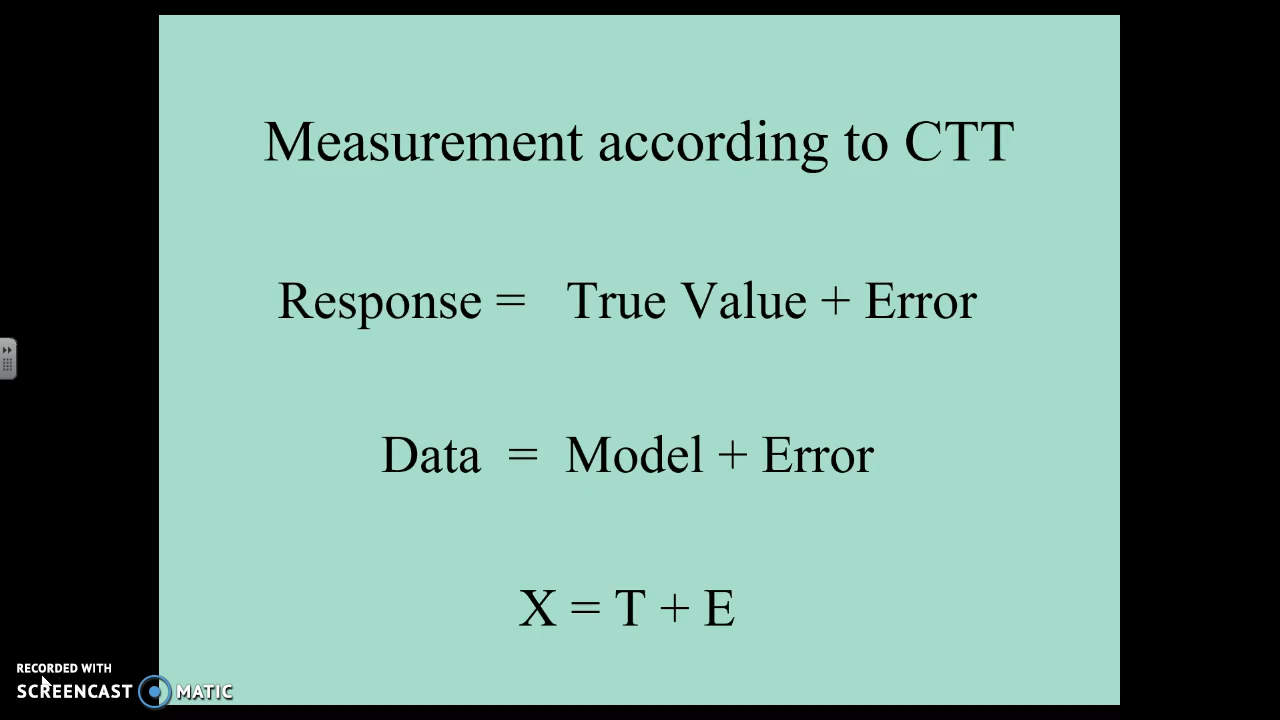 Measurement according to CTT
Response = True Value + Error
Data = Model + Error
X = T + E
RECORDED WITH
SCREENCAST MATIC